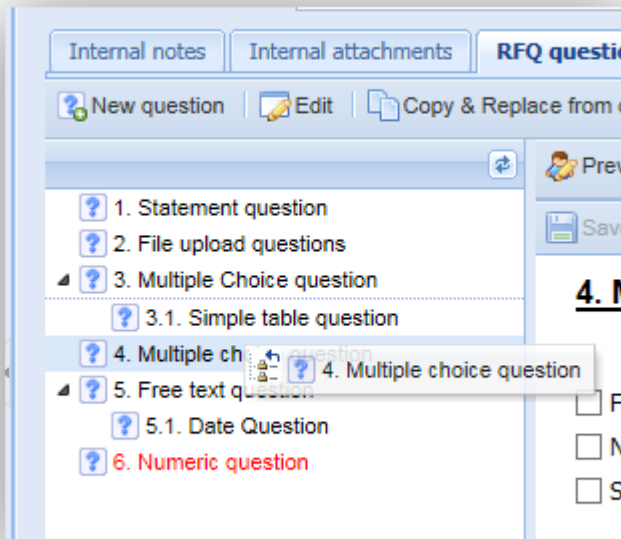 Internal notes Internal attachments RFQ questi
New question Edit Copy & Replace from
Prev
Sav
1. Statement question
2. File upload questions
3. Multiple Choice question
4.
3.1. Simple table question
4. Multiple ch question
4. Multiple choice question
5. Free text question
F
5.1. Date Question
N
6. Numeric question
S